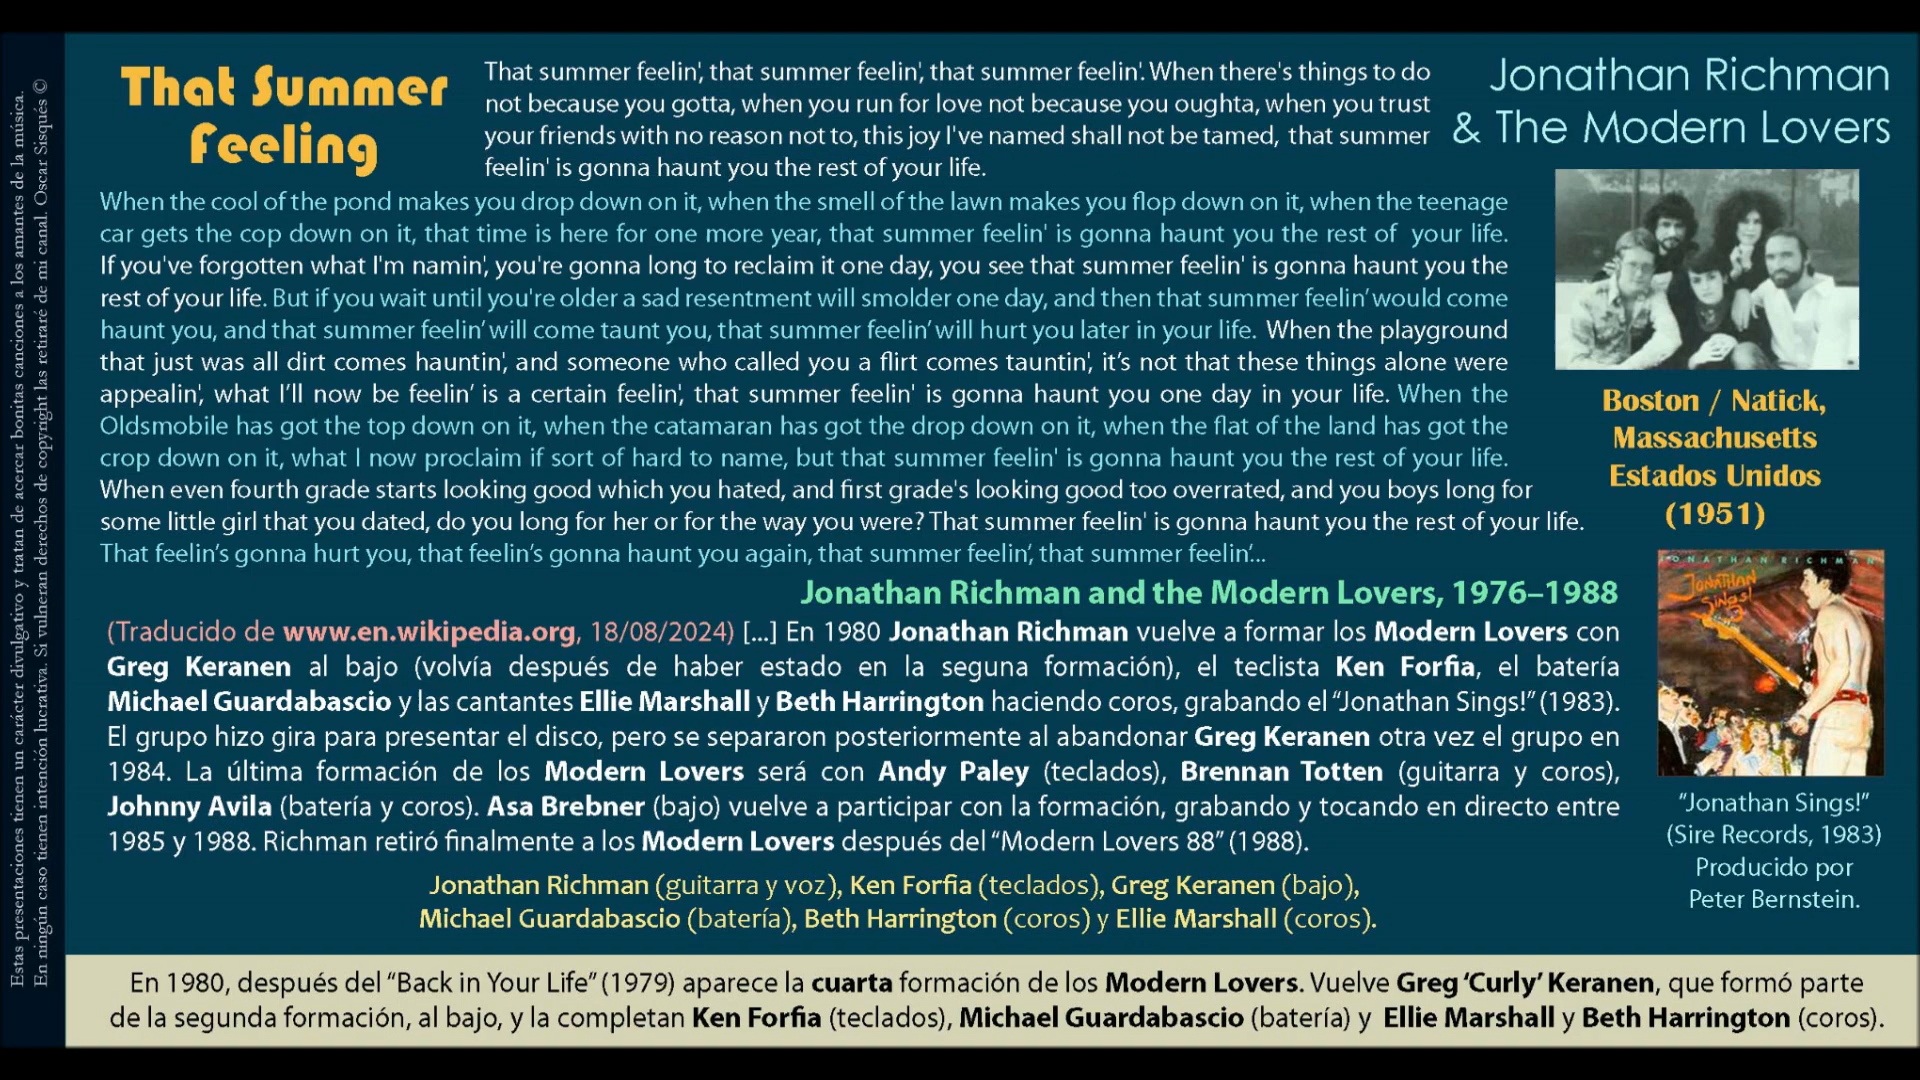 Estas presentaciones tienen un carácter divulgativo y tratan de acercar bonitas canciones a los amantes de la música.
En ningún caso tienen intención lucrativa. Si vulneran derechos de copyright las retiraré de mi canal. Oscar Sisqués ©
That Summer
Feeling
That summer feelin', that summer feelin', that summer feelin'. When there's things to do
not because you gotta, when you run for love not because you oughta, when you trust
your friends with no reason not to, this joy I've named shall not be tamed, that summer
feelin' is gonna haunt you the rest of your life.
When the cool of the pond makes you drop down on it, when the smell of the lawn makes you flop down on it, when the teenage
car gets the cop down on it, that time is here for one more year, that summer feelin' is gonna haunt you the rest of your life.
If you've forgotten what I'm namin', you're gonna long to reclaim it one day, you see that summer feelin' is gonna haunt you the
rest of your life. But if you wait until you're older a sad resentment will smolder one day, and then that summer feelin' would come
haunt you, and that summer feelin' will come taunt you, that summer feelin' will hurt you later in your life. When the playground
that just was all dirt comes hauntin', and someone who called you a flirt comes tauntin', it's not that these things alone were
appealin', what I'll now be feelin' is a certain feelin', that summer feelin' is gonna haunt you one day in your life. When the
Oldsmobile has got the top down on it, when the catamaran has got the drop down on it, when the flat of the land has got the
crop down on it, what I now proclaim if sort of hard to name, but that summer feelin' is gonna haunt you the rest of your life.
When even fourth grade starts looking good which you hated, and first grade's looking good too overrated, and you boys long for
some little girl that you dated, do you long for her or for the way you were? That summer feelin' is gonna haunt you the rest of your life.
That feelin's gonna hurt you, that feelin's gonna haunt you again, that summer feelin', that summer feelin'...
Jonathan Richman
& The Modern Lovers
Boston / Natick,
Massachusetts
Estados Unidos
(1951)
Jonathan Richman and the Modern Lovers, 1976–1988
(Traducido de www.en.wikipedia.org, 18/08/2024) [...] En 1980 Jonathan Richman vuelve a formar los Modern Lovers con
Greg Keranen al bajo (volvía después de haber estado en la seguna formación), el teclista Ken Forfia, el batería
Michael Guardabascio y las cantantes Ellie Marshall y Beth Harrington haciendo coros, grabando el "Jonathan Sings!" (1983).
El grupo hizo gira para presentar el disco, pero se separaron posteriormente al abandonar Greg Keranen otra vez el grupo en
1984. La última formación de los Modern Lovers será con Andy Paley (teclados), Brennan Totten (guitarra y coros),
Johnny Avila (batería y coros). Asa Brebner (bajo) vuelve a participar con la formación, grabando y tocando en directo entre
1985 y 1988. Richman retiró finalmente a los Modern Lovers después del "Modern Lovers 88" (1988).
Jonathan Richman (guitarra y voz), Ken Forfia (teclados), Greg Keranen (bajo),
Michael Guardabascio (batería), Beth Harrington (coros) y Ellie Marshall (coros).
JONATHAN RICHMAN
JONATHAN
Sings!
"Jonathan Sings!"
(Sire Records, 1983)
Producido por
Peter Bernstein.
En 1980, después del "Back in Your Life" (1979) aparece la cuarta formación de los Modern Lovers. Vuelve Greg 'Curly' Keranen, que formó parte
de la segunda formación, al bajo, y la completan Ken Forfia (teclados), Michael Guardabascio (batería) y Ellie Marshall y Beth Harrington (coros).